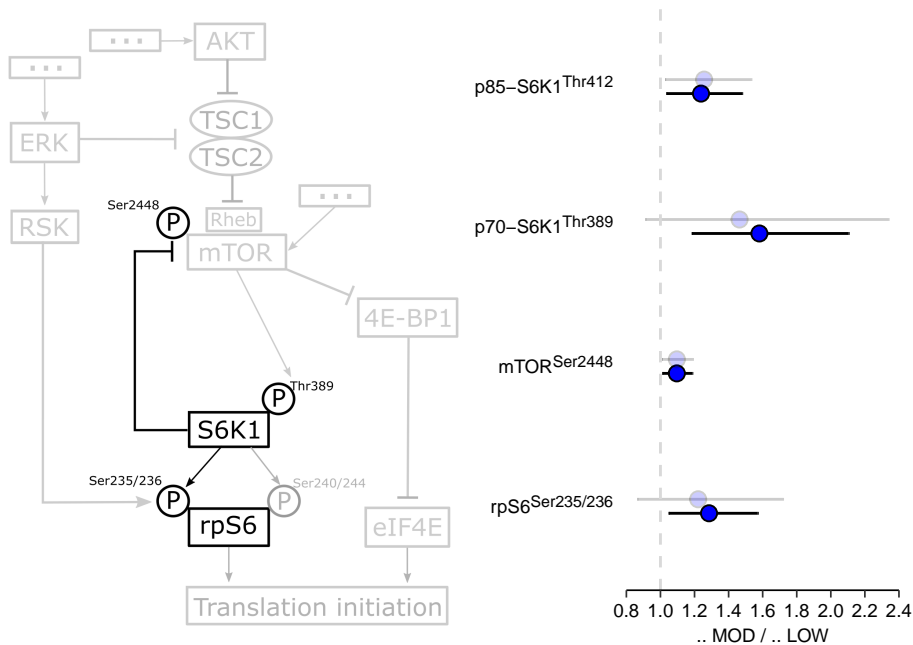 ...
AKT
...
TSC1
ERK
TSC2
...
Ser2448
P
Rheb
RSK
mTOR
4E-BP1
Thr389
P
S6K1
Ser235/236
P
Ser240/244
P
rpS6
eIF4E
Translation initiation
p85–S6K1Thr412
p70–S6K1Thr389
mTORSer2448
rpS6Ser235/236
0.8 1.0 1.2 1.4 1.6 1.8 2.0 2.2 2.4
.. MOD / .. LOW